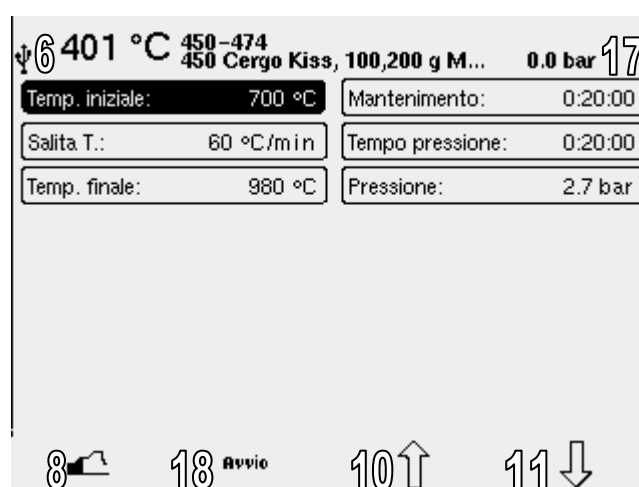 6 401 °C 450-474
450 Cergo Kiss, 100,200 g M... 0.0 bar 17
Temp. iniziale: 700 °C Mantenimento: 0:20:00
Salita T.: 60 °C/min Tempo pressione: 0:20:00
Temp. finale: 980 °C Pressione: 2.7 bar
8 18 Avvio 10 11